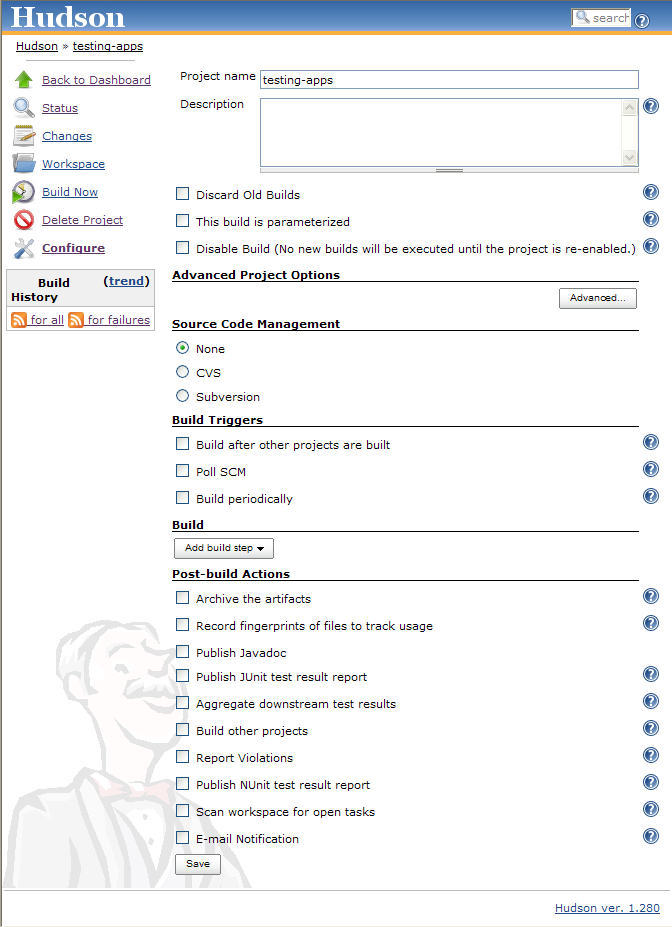 Hudson
search
Hudson » testing-apps
Back to Dashboard
Status
Changes
Workspace
Build Now
Delete Project
Configure
Build History (trend)
for all for failures
Project name testing-apps
Description
Discard Old Builds
This build is parameterized
Disable Build (No new builds will be executed until the project is re-enabled.)
Advanced Project Options
Advanced...
Source Code Management
None
CVS
Subversion
Build Triggers
Build after other projects are built
Poll SCM
Build periodically
Build
Add build step
Post-build Actions
Archive the artifacts
Record fingerprints of files to track usage
Publish Javadoc
Publish JUnit test result report
Aggregate downstream test results
Build other projects
Report Violations
Publish NUnit test result report
Scan workspace for open tasks
E-mail Notification
Save
Hudson ver. 1.280